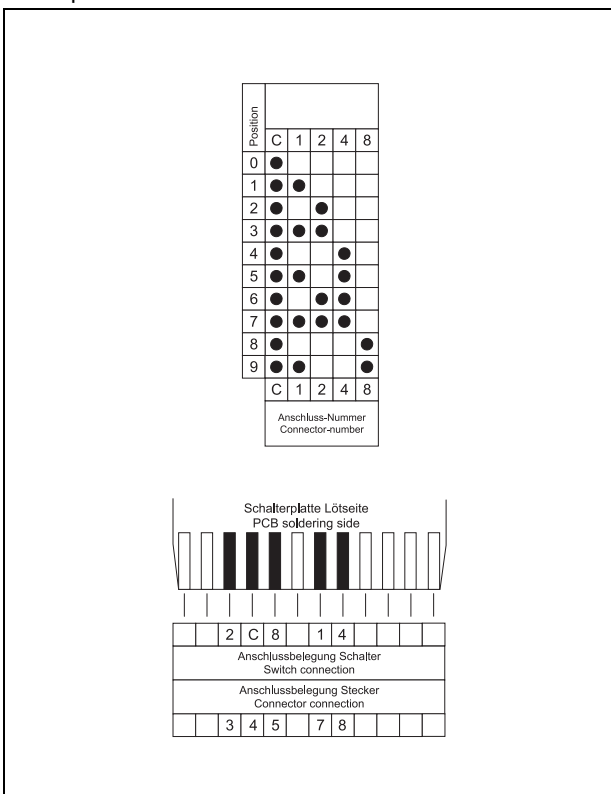 Position
C 1 2 4 8
0
1
2
3
4
5
6
7
8
9
C 1 2 4 8
Anschluss-Nummer
Connector-number
Schalterplatte Lötseite
PCB soldering side
2 C 8 1 4
Anschlussbelegung Schalter
Switch connection
Anschlussbelegung Stecker
Connector connection
3 4 5 7 8